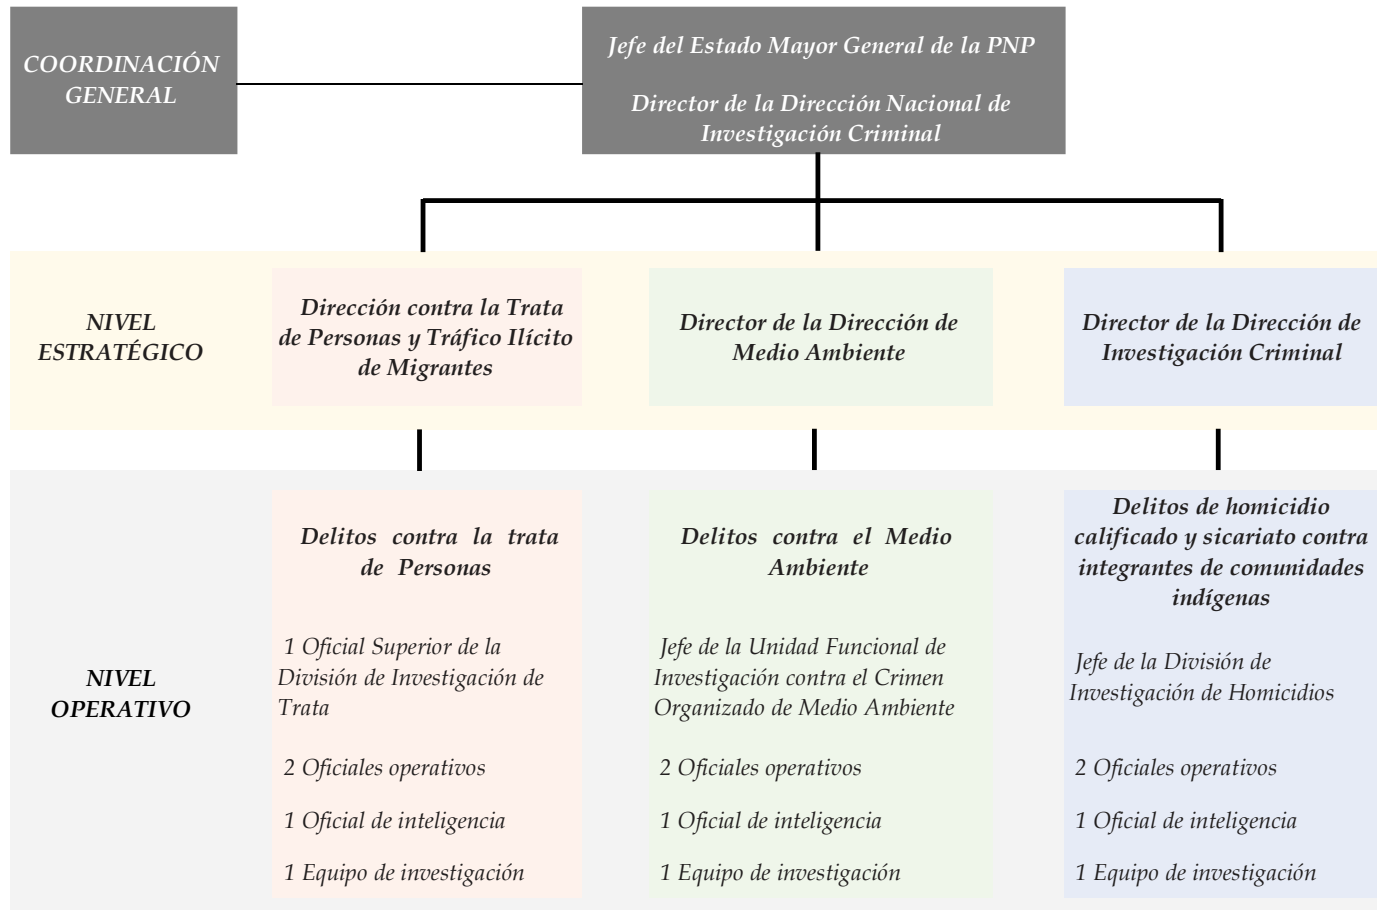 COORDINACIÓN
GENERAL
Jefe del Estado Mayor General de la PNP
Director de la Dirección Nacional de
Investigación Criminal
NIVEL
ESTRATÉGICO
Dirección contra la Trata
de Personas y Tráfico Ilícito
de Migrantes
Director de la Dirección de
Medio Ambiente
Director de la Dirección de
Investigación Criminal
NIVEL
OPERATIVO
Delitos contra la trata
de Personas
1 Oficial Superior de la
División de Investigación de
Trata
2 Oficiales operativos
1 Oficial de inteligencia
1 Equipo de investigación
Delitos contra el Medio
Ambiente
Jefe de la Unidad Funcional de
Investigación contra el Crimen
Organizado de Medio Ambiente
2 Oficiales operativos
1 Oficial de inteligencia
1 Equipo de investigación
Delitos de homicidio
calificado y sicariato contra
integrantes de comunidades
indígenas
Jefe de la División de
Investigación de Homicidios
2 Oficiales operativos
1 Oficial de inteligencia
1 Equipo de investigación